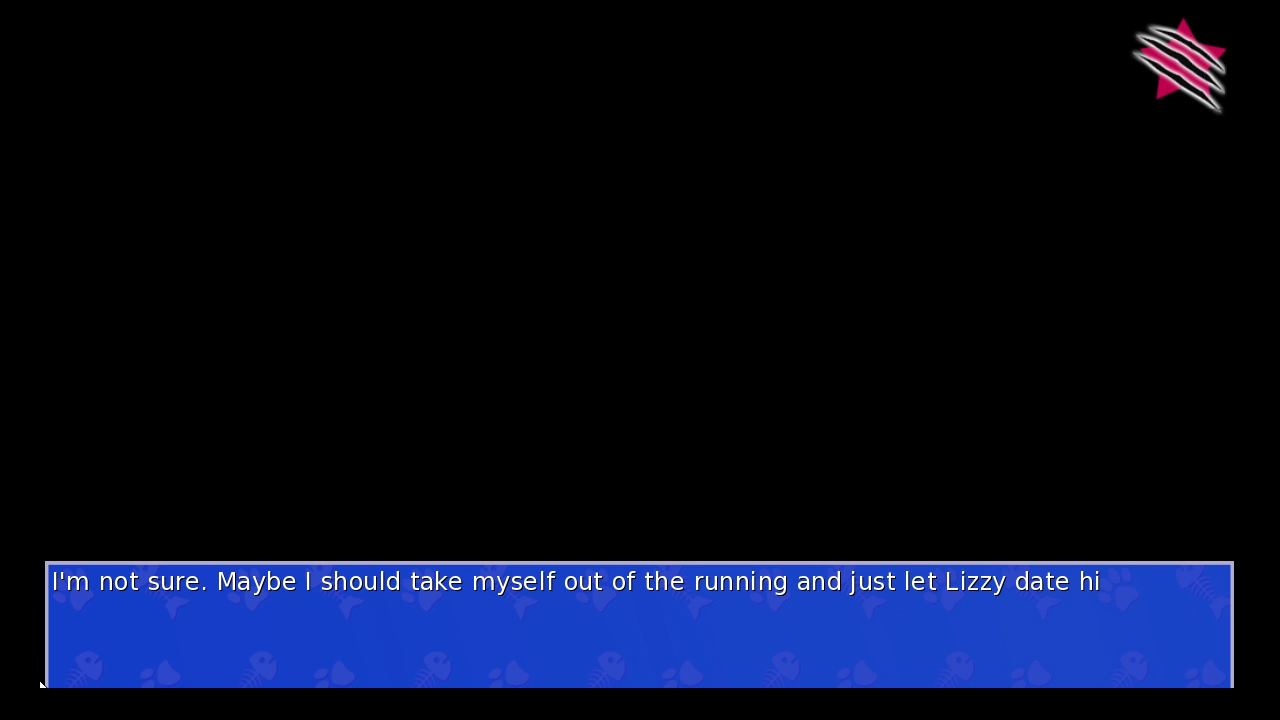 I'm not sure. Maybe I should take myself out of the running and just let Lizzy date hi